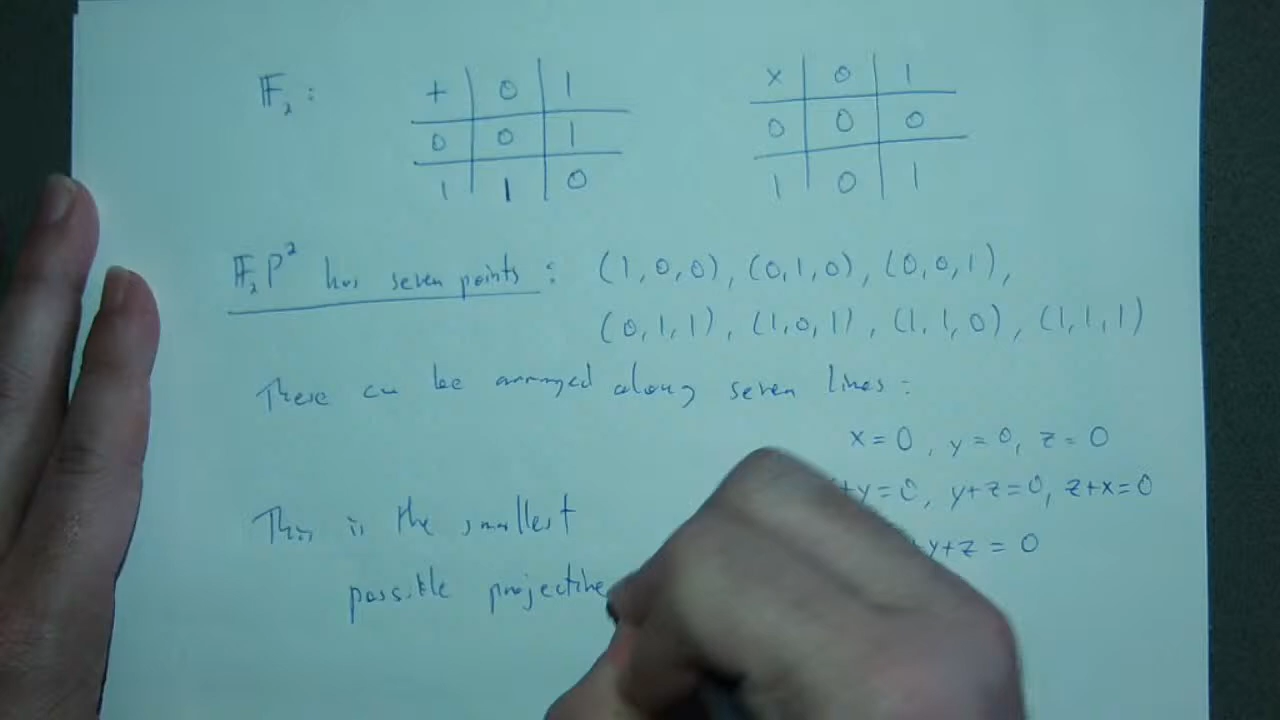 𝔽₂ : + 0 1 × 0 1
0 0 1 0 0 0
1 1 0 1 0 1
𝔽₂P² has seven points : (1,0,0), (0,1,0), (0,0,1),
(0,1,1), (1,0,1), (1,1,0), (1,1,1)
These can be arranged along seven lines :
x = 0, y = 0, z = 0
+y = 0, y+z = 0, z+x = 0
This is the smallest
+y+z = 0
possible projective